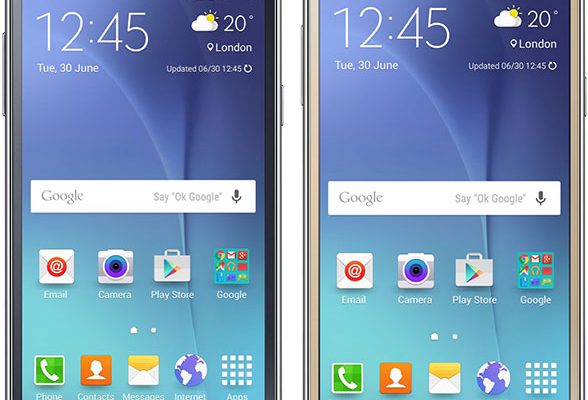 12:45
20°
London
Tue, 30 June
Updated 06/30 12:45
Google
Say "Ok Google"
Email
Camera
Play Store
Google
Phone
Contacts
Messages
Internet
Apps
12:45
20°
London
Tue, 30 June
Updated 06/30 12:45
Google
Say "Ok Google"
Email
Camera
Play Store
Google